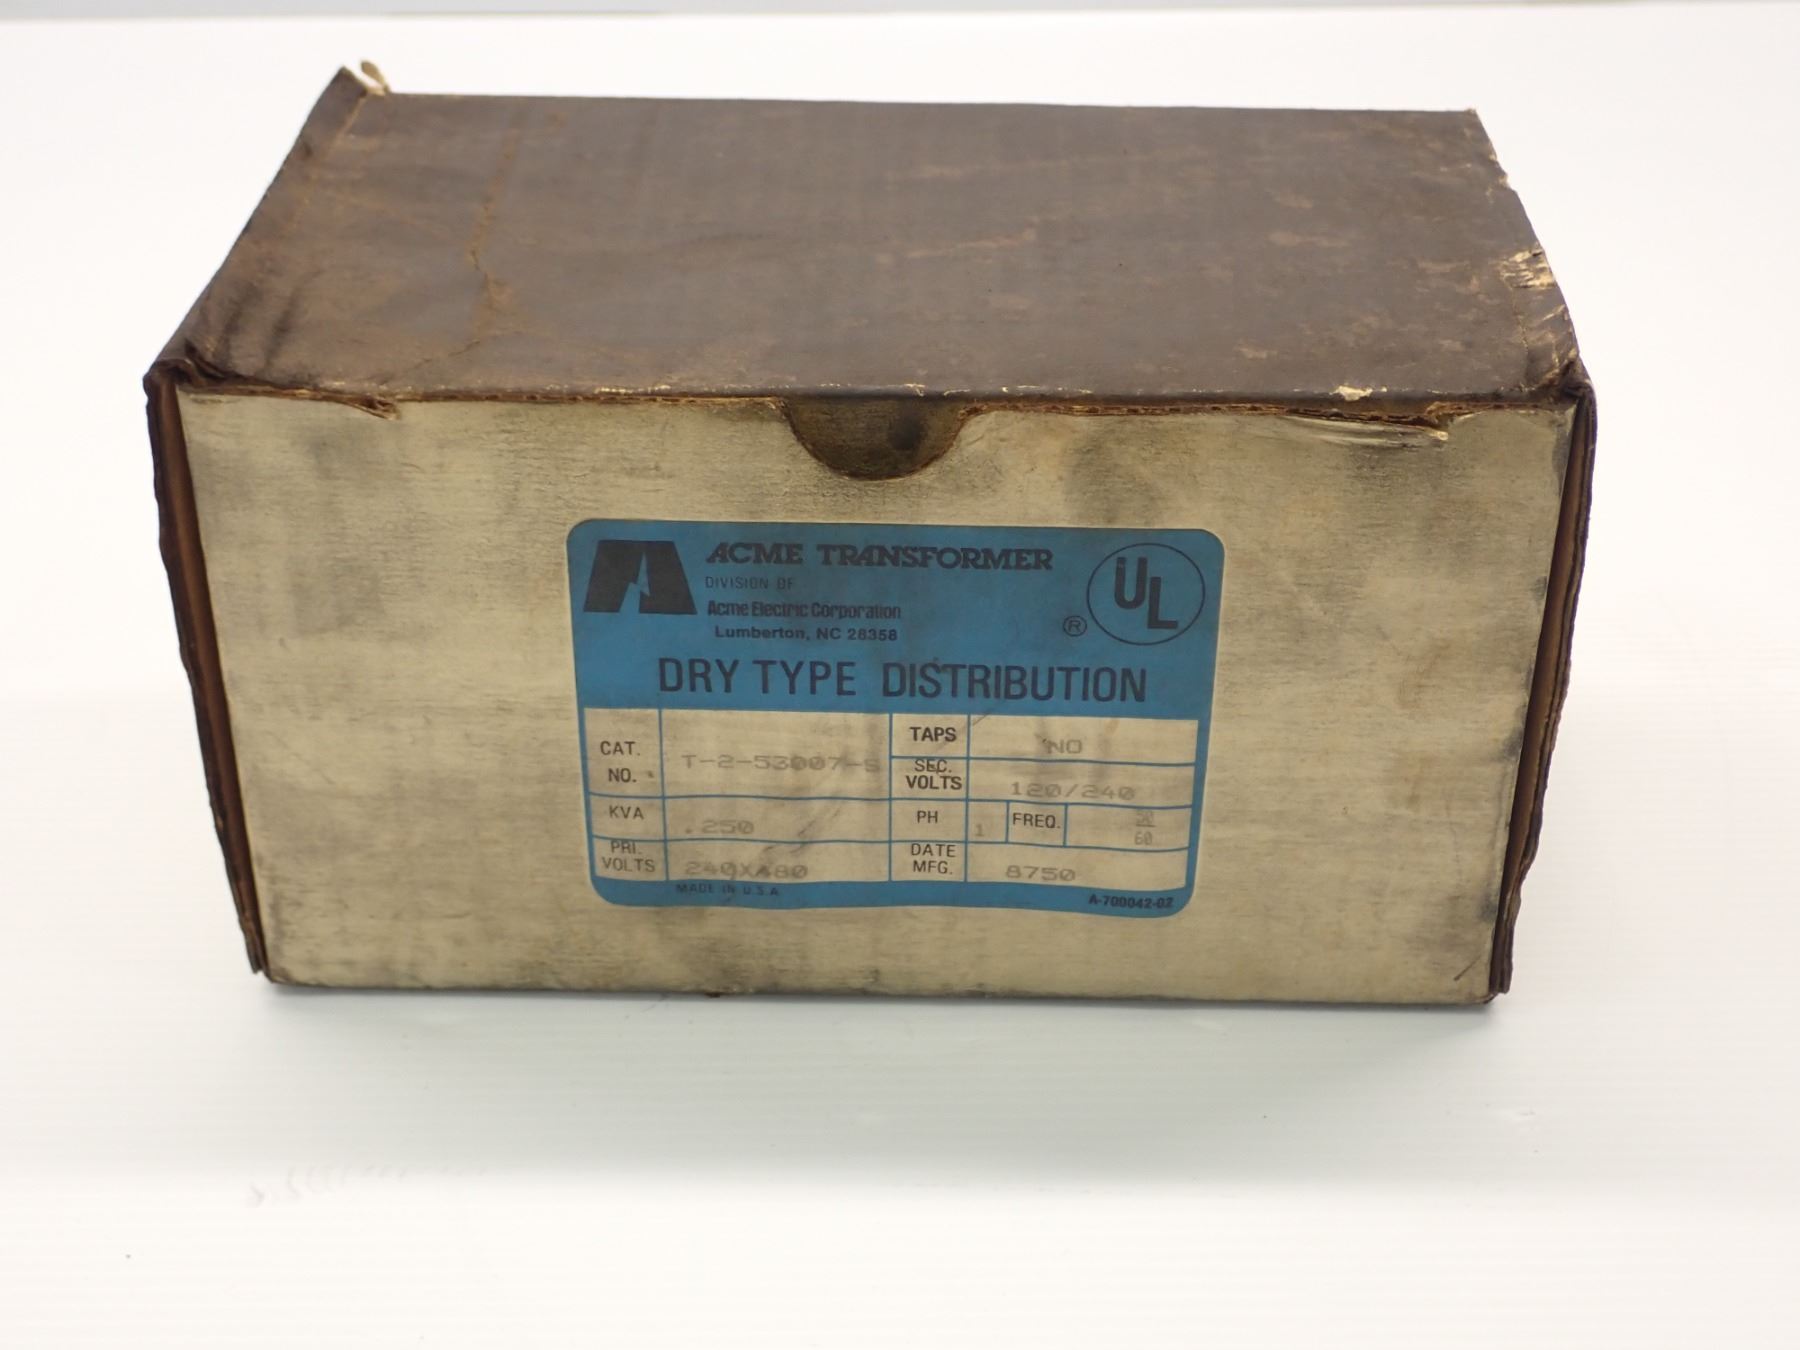 ACME TRANSFORMER
DIVISION OF
Acme Electric Corporation
Lumberton, NC 28358
UL
®
DRY TYPE DISTRIBUTION
CAT. NO. T-2-53007-S
TAPS NO
SEC. VOLTS 120/240
KVA .250
PH 1 FREQ. 50 60
PRI. VOLTS 240X480
DATE MFG. 8750
MADE IN U.S.A.
A-700042-02